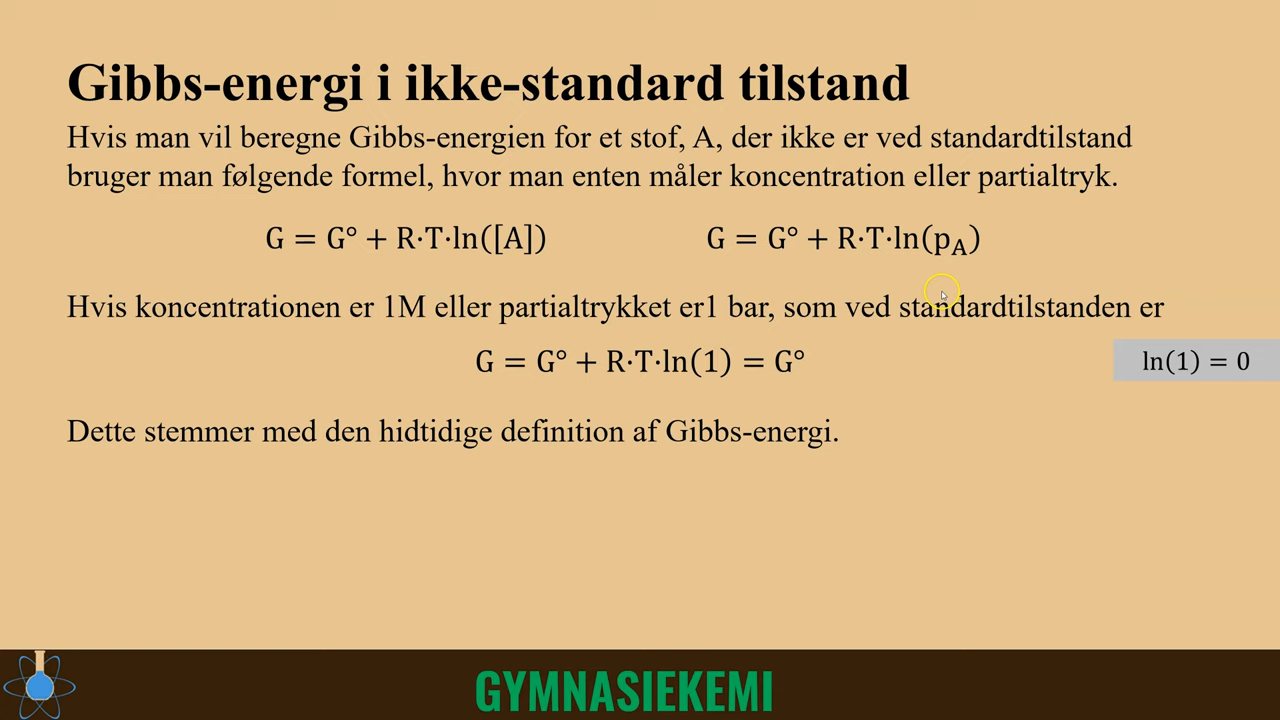 Gibbs-energi i ikke-standard tilstand
Hvis man vil beregne Gibbs-energien for et stof, A, der ikke er ved standardtilstand
bruger man følgende formel, hvor man enten måler koncentration eller partialtryk.
G = G° + R·T·ln([A])
G = G° + R·T·ln(p_A)
Hvis koncentrationen er 1M eller partialtrykket er1 bar, som ved standardtilstanden er
G = G° + R·T·ln(1) = G°
ln(1) = 0
Dette stemmer med den hidtidige definition af Gibbs-energi.
GYMNASIEKEMI